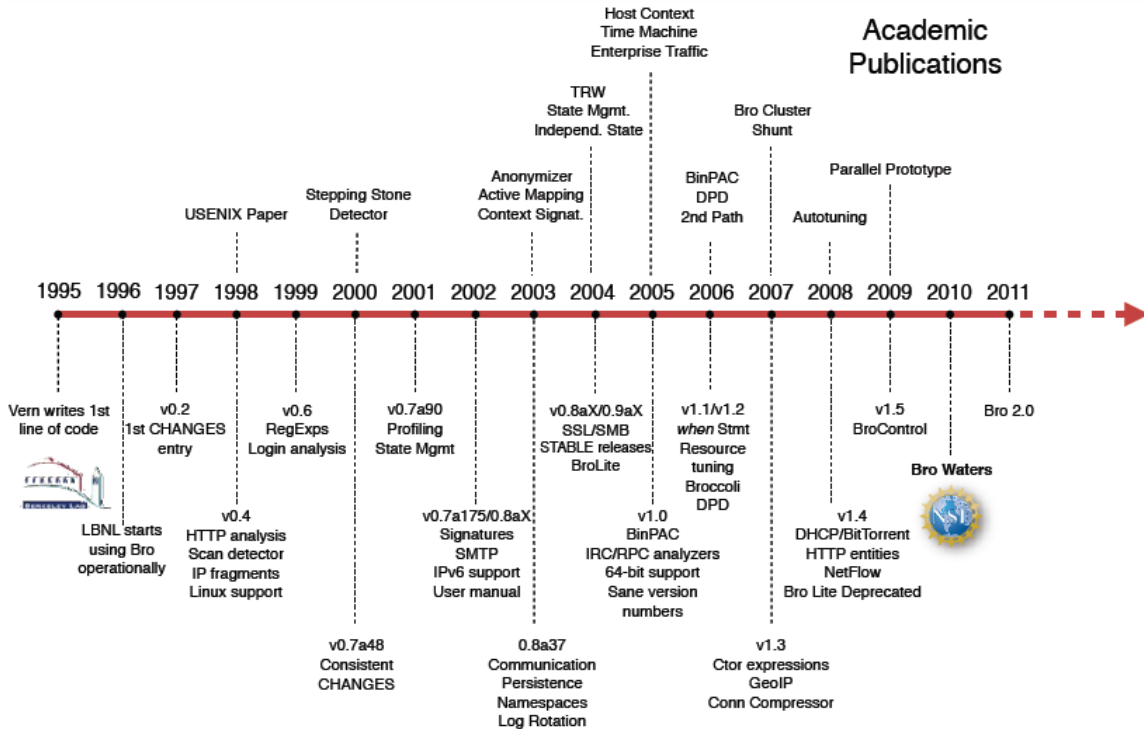 Academic
Publications
Host Context
Time Machine
Enterprise Traffic
TRW
State Mgmt.
Independ. State
Bro Cluster
Shunt
Parallel Prototype
Anonymizer
Active Mapping
Context Signat.
BinPAC
DPD
2nd Path
Stepping Stone
Detector
USENIX Paper
Autotuning
1995 1996 1997 1998 1999 2000 2001 2002 2003 2004 2005 2006 2007 2008 2009 2010 2011
Vern writes 1st
line of code
BERKELEY LAB
LBNL starts
using Bro
operationally
v0.2
1st CHANGES
entry
v0.4
HTTP analysis
Scan detector
IP fragments
Linux support
v0.6
RegExps
Login analysis
v0.7a48
Consistent
CHANGES
v0.7a90
Profiling
State Mgmt
v0.7a175/0.8aX
Signatures
SMTP
IPv6 support
User manual
0.8a37
Communication
Persistence
Namespaces
Log Rotation
v0.8aX/0.9aX
SSL/SMB
STABLE releases
BroLite
v1.0
BinPAC
IRC/RPC analyzers
64-bit support
Sane version
numbers
v1.1/v1.2
when Stmt
Resource
tuning
Broccoli
DPD
v1.3
Ctor expressions
GeoIP
Conn Compressor
v1.4
DHCP/BitTorrent
HTTP entities
NetFlow
Bro Lite Deprecated
v1.5
BroControl
Bro Waters
NSF
Bro 2.0